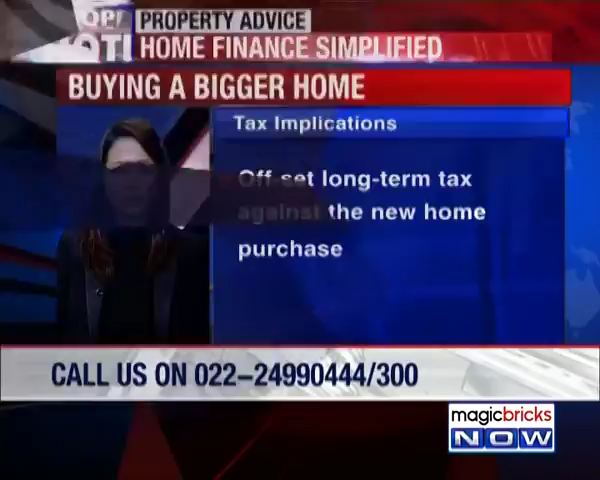 PROPERTY ADVICE
HOME FINANCE SIMPLIFIED
BUYING A BIGGER HOME
Tax Implications
Off-set long-term tax
against the new home
purchase
CALL US ON 022–24990444/300
magicbricks
NOW